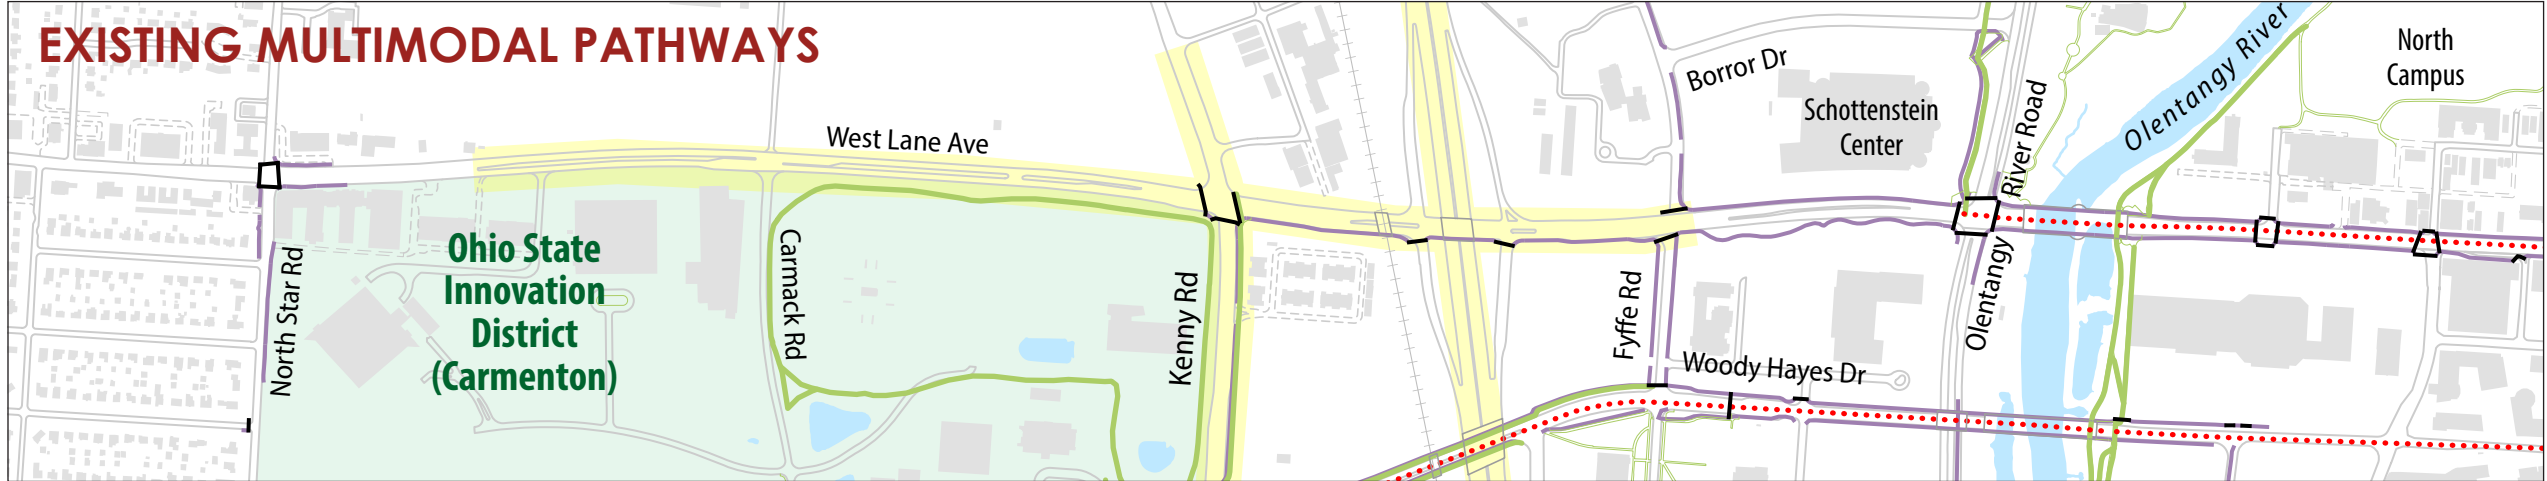 EXISTING MULTIMODAL PATHWAYS
North
Campus
Borror Dr
Olentangy River
Schottenstein
Center
West Lane Ave
River Road
Ohio State
Innovation
District
(Carmenton)
Carmack Rd
North Star Rd
Kenny Rd
Fyffe Rd
Olentangy
Woody Hayes Dr